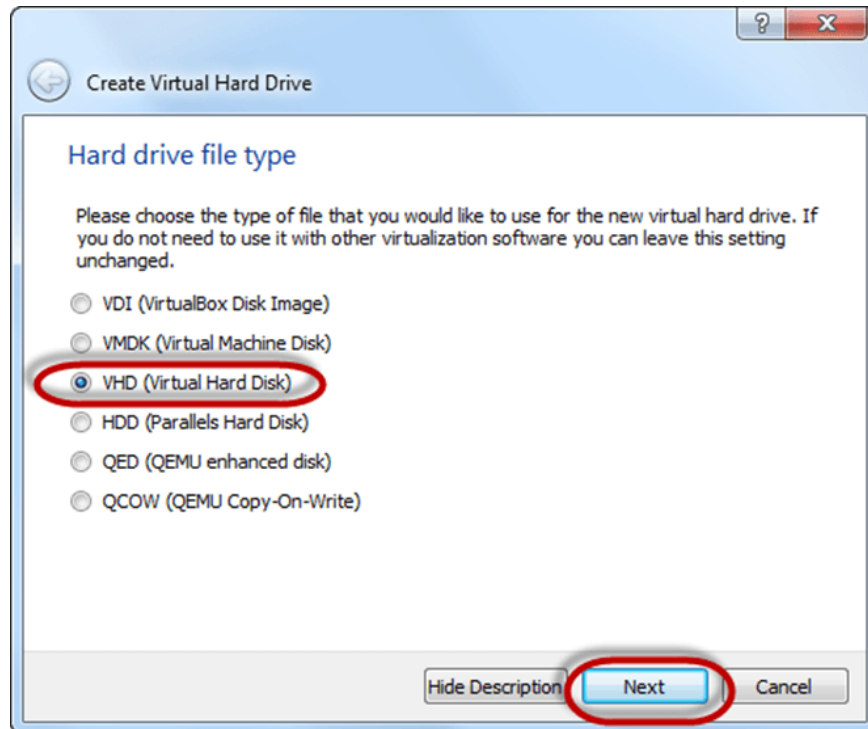 ?
X
Create Virtual Hard Drive
Hard drive file type
Please choose the type of file that you would like to use for the new virtual hard drive. If
you do not need to use it with other virtualization software you can leave this setting
unchanged.
VDI (VirtualBox Disk Image)
VMDK (Virtual Machine Disk)
VHD (Virtual Hard Disk)
HDD (Parallels Hard Disk)
QED (QEMU enhanced disk)
QCOW (QEMU Copy-On-Write)
Hide Description Next Cancel